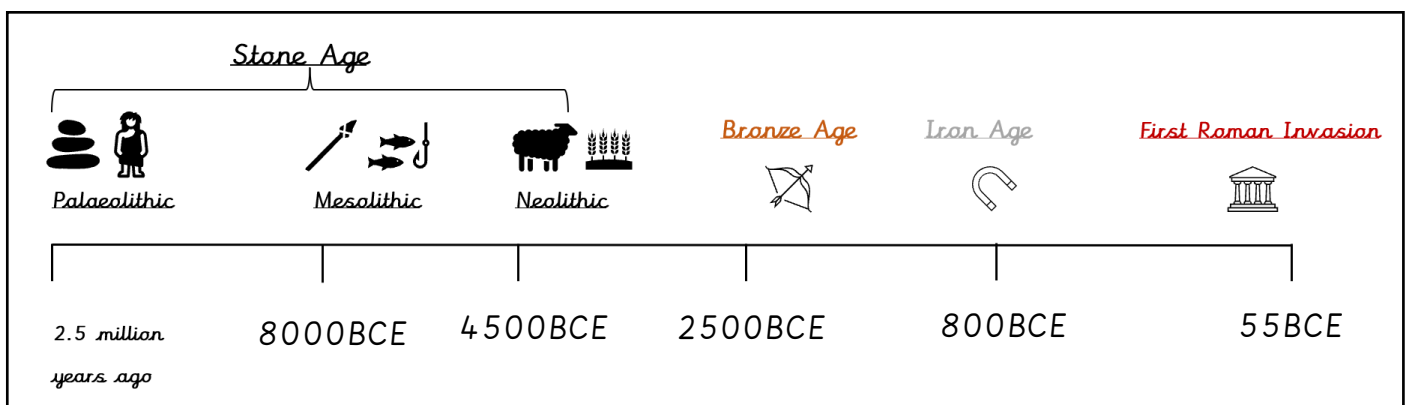 Stone Age
Bronze Age
Iron Age
First Roman Invasion
Palaeolithic
Mesolithic
Neolithic
2.5 million
years ago
8000BCE
4500BCE
2500BCE
800BCE
55BCE